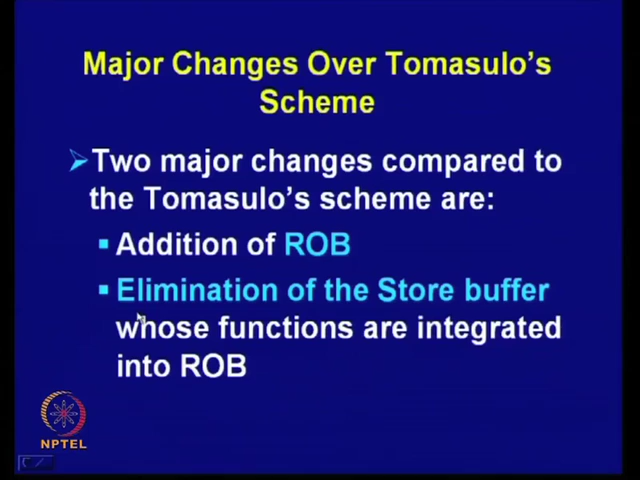 Major Changes Over Tomasulo's
Scheme
Two major changes compared to
the Tomasulo's scheme are:
Addition of ROB
Elimination of the Store buffer
whose functions are integrated
into ROB
NPTEL